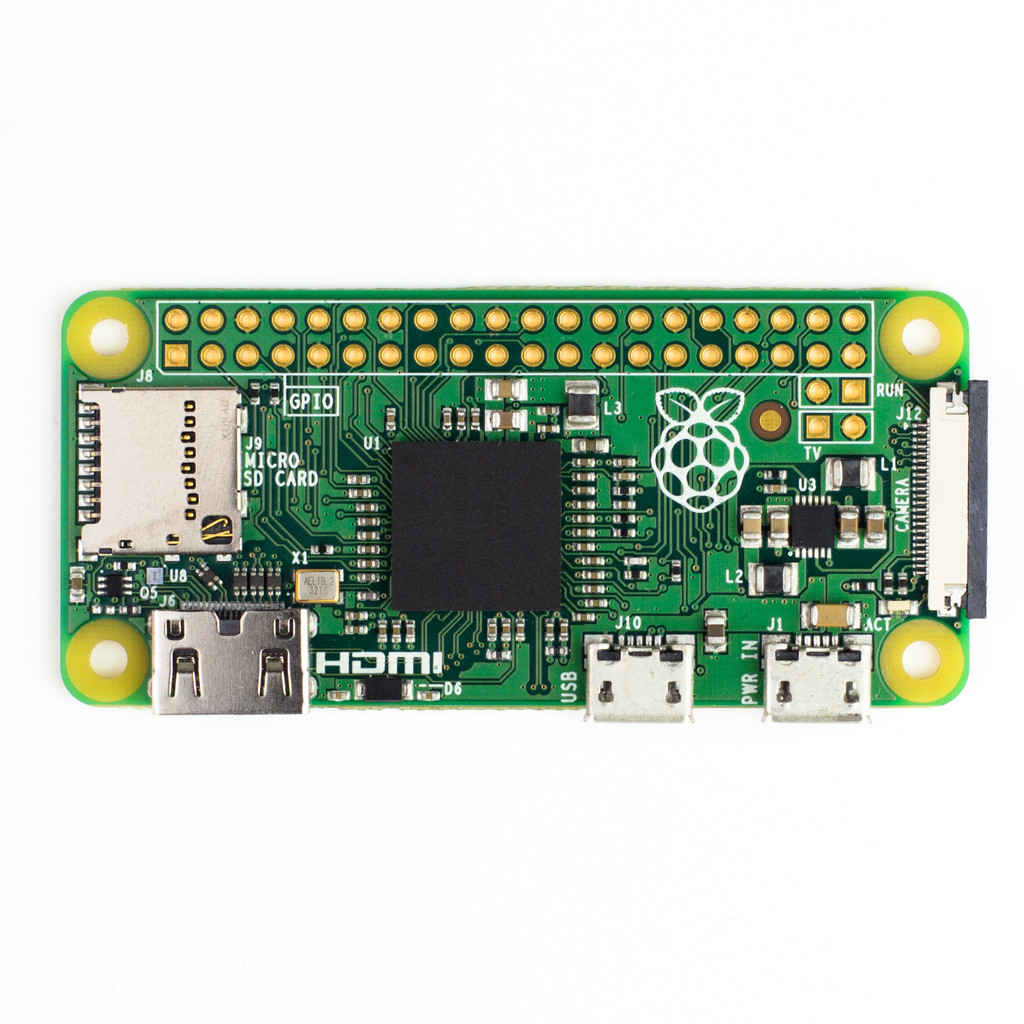 J8
GPIO
L3
RUN
J12
U1
J9
MICRO
SD CARD
TV
L1
U3
CAMERA
X1
U8
Q5
L2
J6
J10
J1
ACT
HDMI
D6
USB
PWR IN